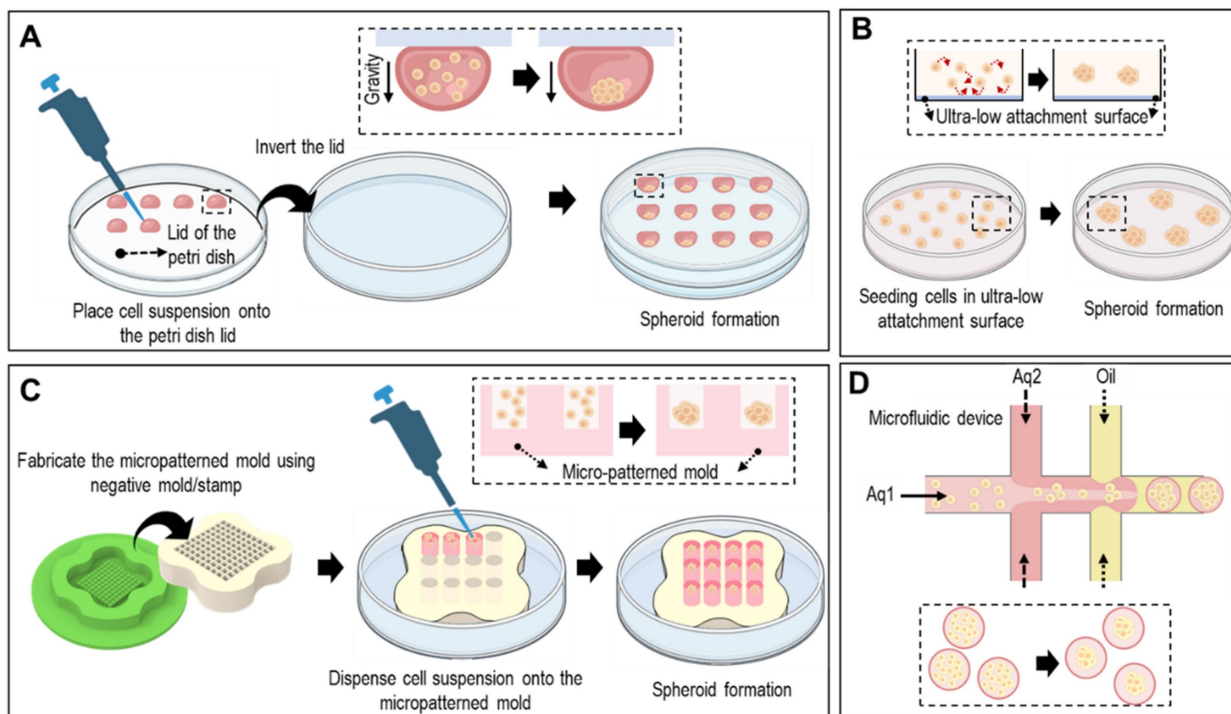 A
Gravity
Invert the lid
Lid of the
petri dish
Place cell suspension onto
the petri dish lid
Spheroid formation
B
Ultra-low attachment surface
Seeding cells in ultra-low
attatchment surface
Spheroid formation
C
Fabricate the micropatterned mold using
negative mold/stamp
Micro-patterned mold
Dispense cell suspension onto the
micropatterned mold
Spheroid formation
D
Aq2
Oil
Microfluidic device
Aq1